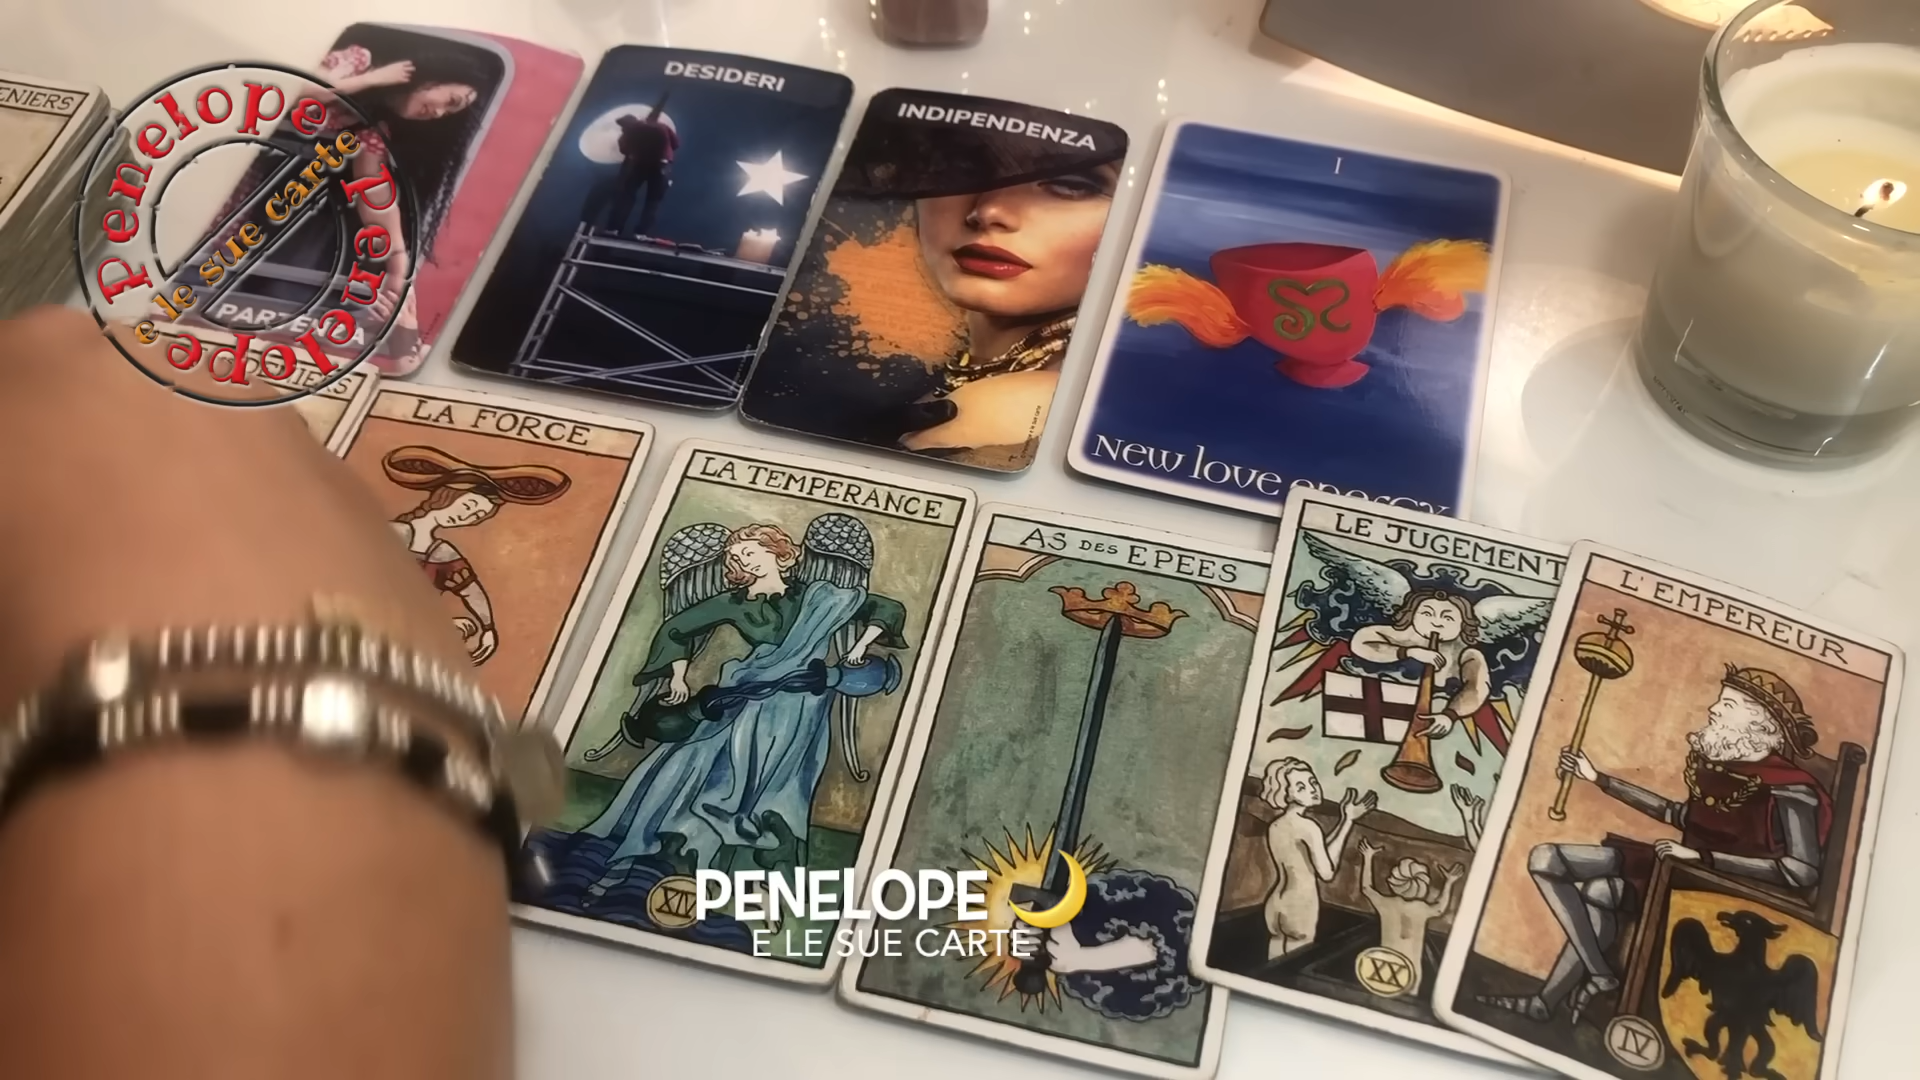 ENIERS
Penelope
e le sue carte
Penelope
DESIDERI
INDIPENDENZA
I
New love energy
LA FORCE
LA TEMPERANCE
XIV
AS DES EPEES
LE JUGEMENT
XX
L'EMPEREUR
IV
PENELOPE
E LE SUE CARTE